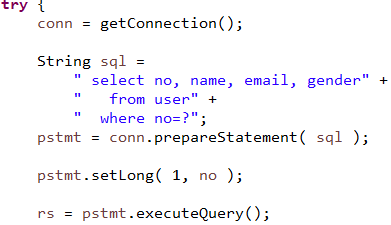 try {
    conn = getConnection();

    String sql =
        " select no, name, email, gender" +
        "   from user" +
        "  where no=?";
    pstmt = conn.prepareStatement( sql );

    pstmt.setLong( 1, no );

    rs = pstmt.executeQuery();